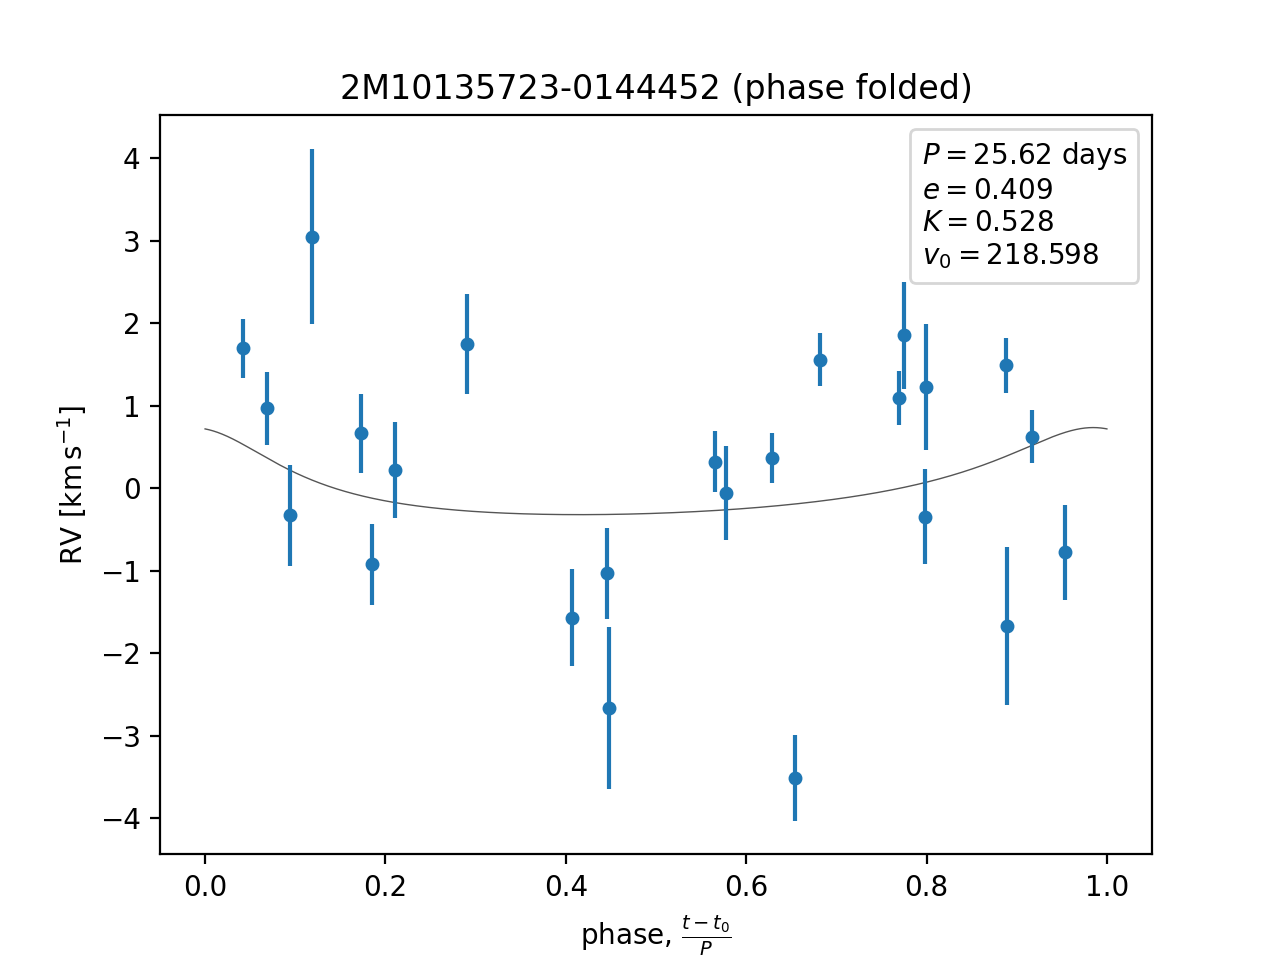 2M10135723-0144452 (phase folded)
P = 25.62 days
e = 0.409
K = 0.528
v₀ = 218.598
RV [km s⁻¹]
4
3
2
1
0
−1
−2
−3
−4
0.0 0.2 0.4 0.6 0.8 1.0
phase, (t − t₀)/P